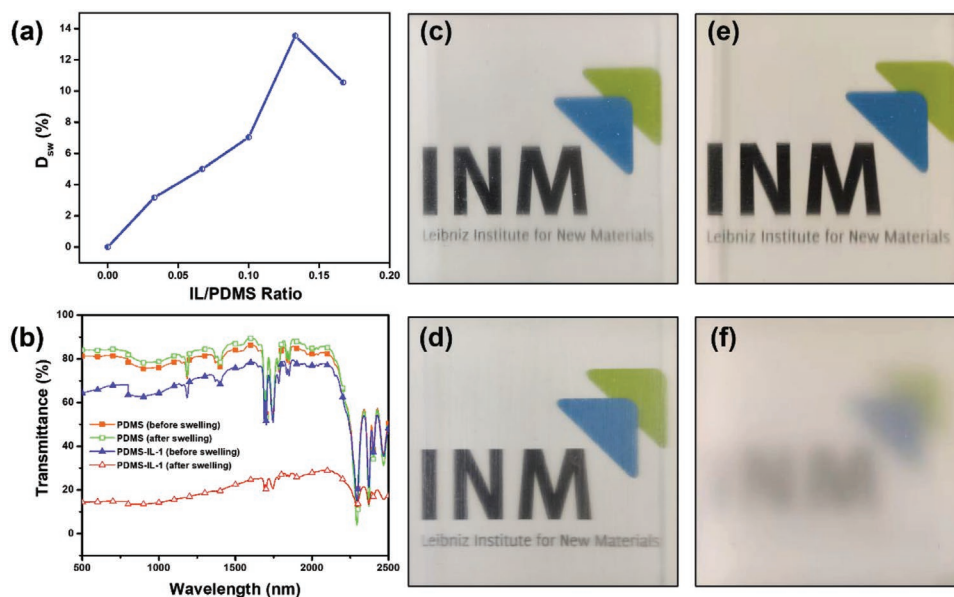 (a)
14
12
10
8
6
4
2
0
D_sw (%)
0.00 0.05 0.10 0.15 0.20
IL/PDMS Ratio
(b)
100
80
60
40
20
0
Transmittance (%)
PDMS (before swelling)
PDMS (after swelling)
PDMS-IL-1 (before swelling)
PDMS-IL-1 (after swelling)
500 1000 1500 2000 2500
Wavelength (nm)
(c)
INM
Leibniz Institute for New Materials
(e)
INM
Leibniz Institute for New Materials
(d)
INM
Leibniz Institute for New Materials
(f)